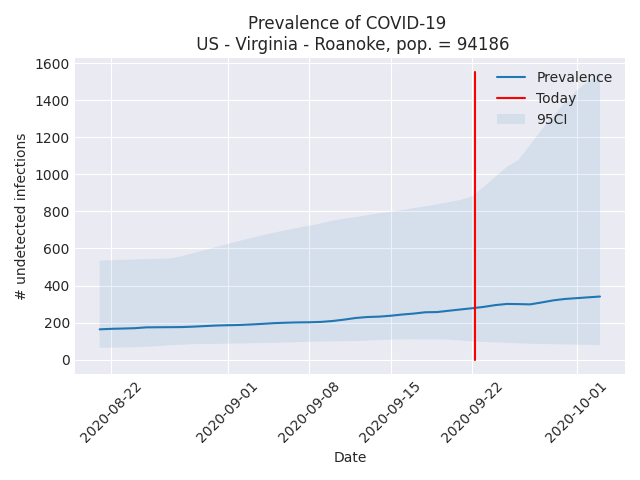 Prevalence of COVID-19
US - Virginia - Roanoke, pop. = 94186
1600
1400
1200
1000
800
600
400
200
0
# undetected infections
Prevalence
Today
95CI
2020-08-22
2020-09-01
2020-09-08
2020-09-15
2020-09-22
2020-10-01
Date